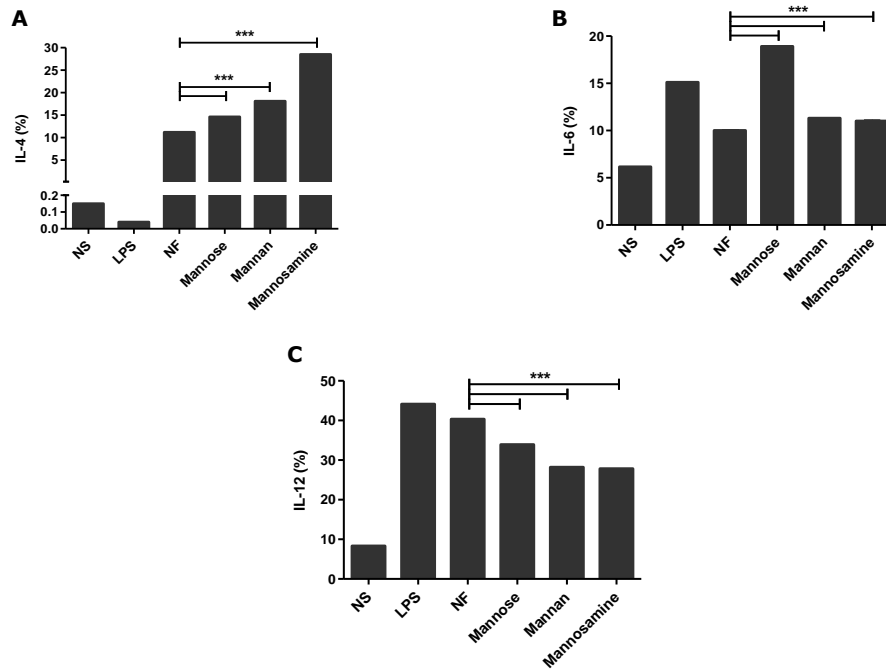 A
IL-4 (%)
30
25
20
15
10
5
0.2
0.1
0.0
***
***
NS
LPS
NF
Mannose
Mannan
Mannosamine
B
IL-6 (%)
20
15
10
5
0
***
NS
LPS
NF
Mannose
Mannan
Mannosamine
C
IL-12 (%)
50
40
30
20
10
0
***
NS
LPS
NF
Mannose
Mannan
Mannosamine